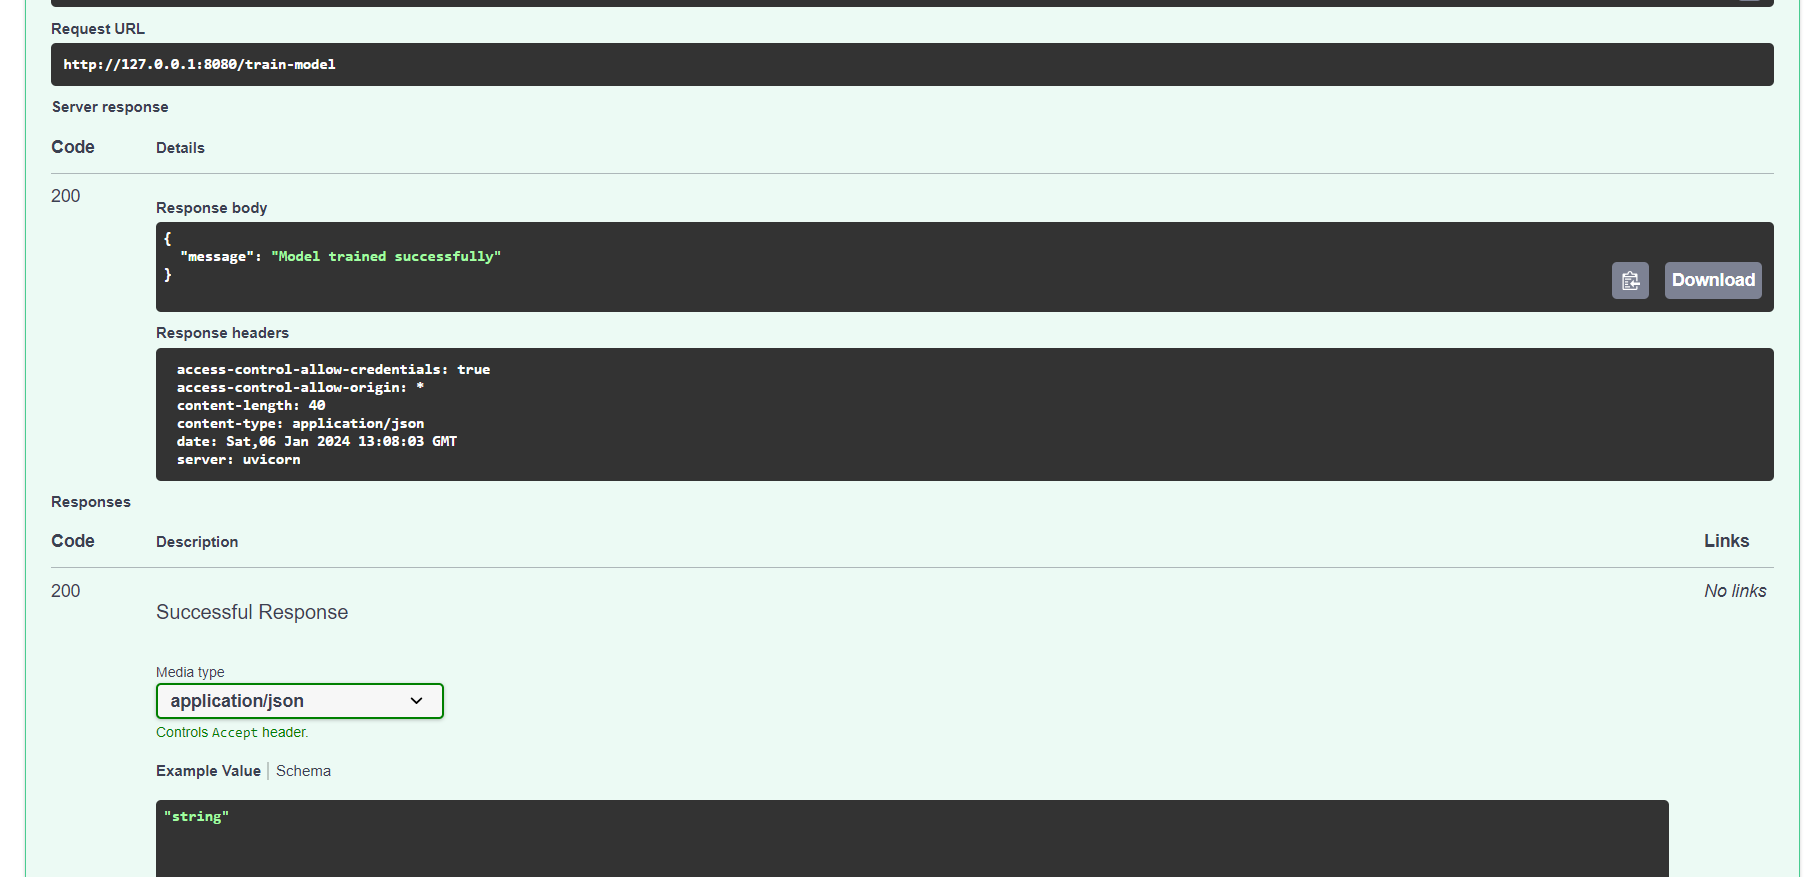 Request URL
http://127.0.0.1:8080/train-model
Server response
Code Details
200
Response body
{
"message": "Model trained successfully"
}
Download
Response headers
access-control-allow-credentials: true
access-control-allow-origin: *
content-length: 40
content-type: application/json
date: Sat,06 Jan 2024 13:08:03 GMT
server: uvicorn
Responses
Code Description Links
200 No links
Successful Response
Media type
application/json
Controls Accept header.
Example Value | Schema
"string"